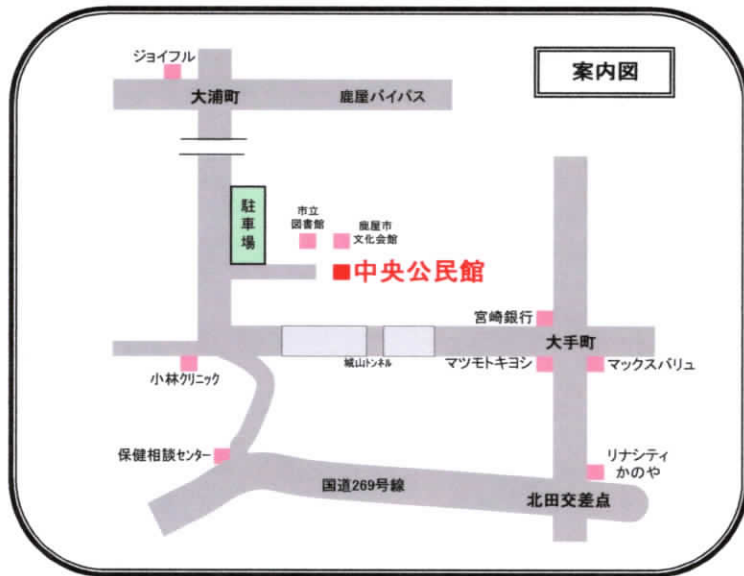 ジョイフル
案内図
大浦町
鹿屋バイパス
駐車場
市立
図書館
鹿屋市
文化会館
中央公民館
宮崎銀行
大手町
小林クリニック
城山トンネル
マツモトキヨシ
マックスバリュ
保健相談センター
国道269号線
リナシティ
かのや
北田交差点